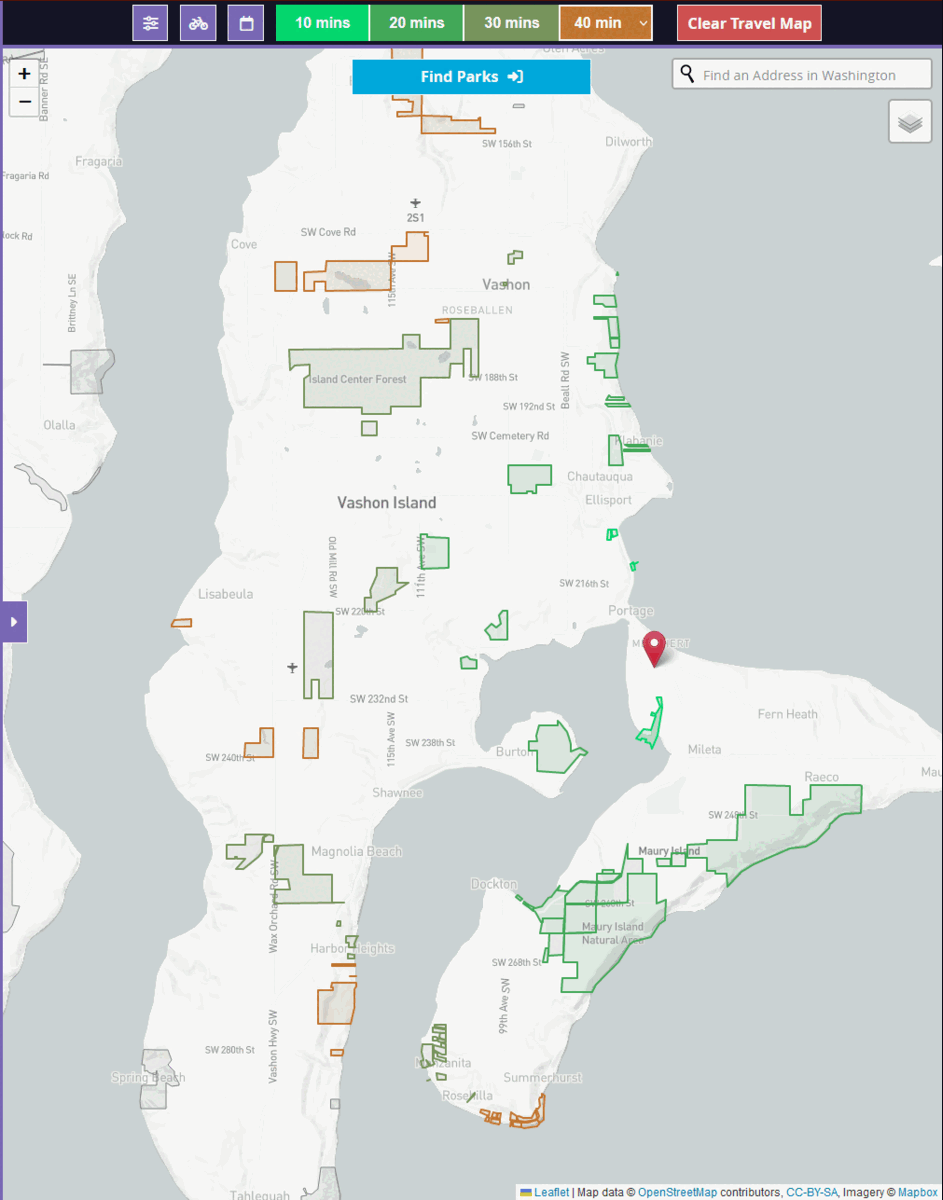 10 mins
20 mins
30 mins
40 min
Clear Travel Map
Glen Acres
+
−
Find Parks
Find an Address in Washington
Banner Rd SE
SW 156th St
Dilworth
Fragaria
Fragaria Rd
2S1
SW Cove Rd
lock Rd
Cove
115th Ave SW
Vashon
Brittney Ln SE
ROSEBALLEN
Island Center Forest
SW 188th St
Beall Rd SW
SW 192nd St
Olalla
SW Cemetery Rd
Klahanie
Chautauqua
Vashon Island
Ellisport
Old Mill Rd SW
111th Ave SW
SW 216th St
Lisabeula
SW 220th St
Portage
SW 232nd St
Fern Heath
115th Ave SW
SW 238th St
Burton
Mileta
SW 240th St
Raeco
Mau
Shawnee
SW 248th St
Magnolia Beach
Maury Island
Dockton
Wax Orchard Rd SW
SW 260th St
Maury Island
Natural Area
Harbor Heights
SW 268th St
99th Ave SW
Vashon Hwy SW
SW 280th St
Manzanita
Spring Beach
Summerhurst
Rosehilla
Tahlequah
Leaflet | Map data © OpenStreetMap contributors, CC-BY-SA, Imagery © Mapbox